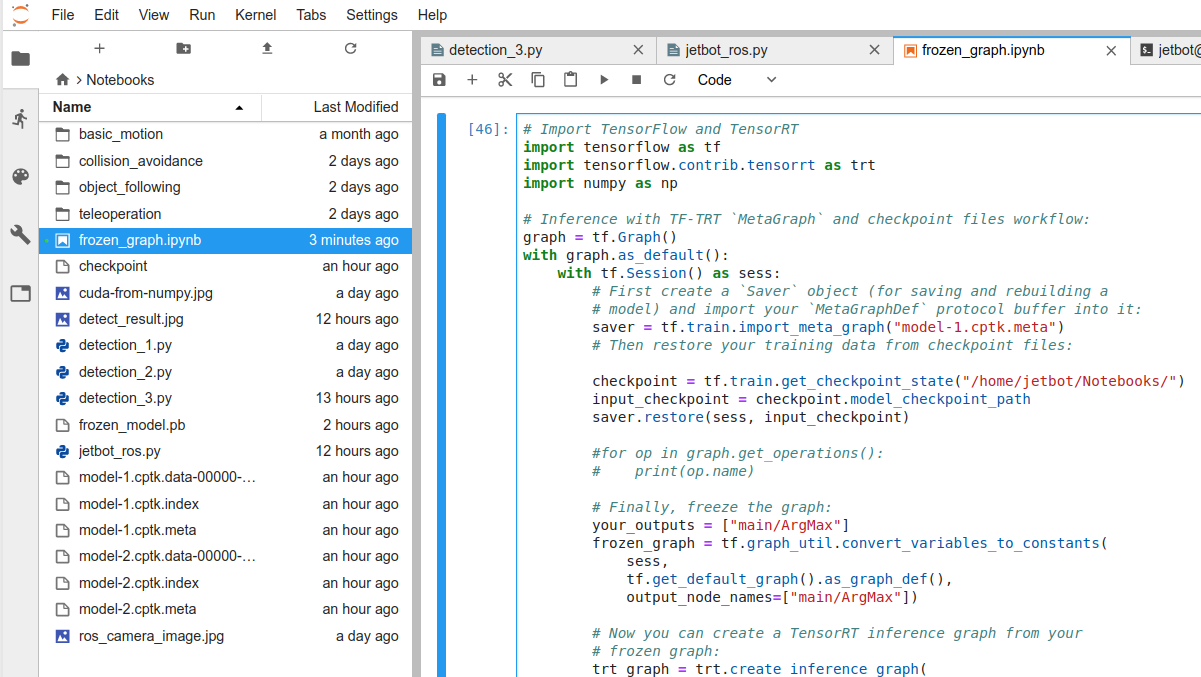 File Edit View Run Kernel Tabs Settings Help
Notebooks
Name Last Modified
basic_motion a month ago
collision_avoidance 2 days ago
object_following 2 days ago
teleoperation 2 days ago
frozen_graph.ipynb 3 minutes ago
checkpoint an hour ago
cuda-from-numpy.jpg a day ago
detect_result.jpg 12 hours ago
detection_1.py a day ago
detection_2.py a day ago
detection_3.py 13 hours ago
frozen_model.pb 2 hours ago
jetbot_ros.py 12 hours ago
model-1.cptk.data-00000-… an hour ago
model-1.cptk.index an hour ago
model-1.cptk.meta an hour ago
model-2.cptk.data-00000-… an hour ago
model-2.cptk.index an hour ago
model-2.cptk.meta an hour ago
ros_camera_image.jpg a day ago
detection_3.py jetbot_ros.py frozen_graph.ipynb jetbot@
Code
[46]:
# Import TensorFlow and TensorRT
import tensorflow as tf
import tensorflow.contrib.tensorrt as trt
import numpy as np
# Inference with TF-TRT `MetaGraph` and checkpoint files workflow:
graph = tf.Graph()
with graph.as_default():
    with tf.Session() as sess:
        # First create a `Saver` object (for saving and rebuilding a
        # model) and import your `MetaGraphDef` protocol buffer into it:
        saver = tf.train.import_meta_graph("model-1.cptk.meta")
        # Then restore your training data from checkpoint files:
        checkpoint = tf.train.get_checkpoint_state("/home/jetbot/Notebooks/")
        input_checkpoint = checkpoint.model_checkpoint_path
        saver.restore(sess, input_checkpoint)
        #for op in graph.get_operations():
        #    print(op.name)
        # Finally, freeze the graph:
        your_outputs = ["main/ArgMax"]
        frozen_graph = tf.graph_util.convert_variables_to_constants(
            sess,
            tf.get_default_graph().as_graph_def(),
            output_node_names=["main/ArgMax"])
        # Now you can create a TensorRT inference graph from your
        # frozen graph:
        trt_graph = trt.create_inference_graph(